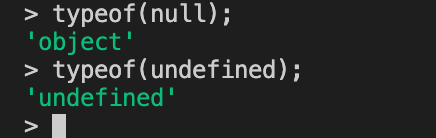 > typeof(null);
'object'
> typeof(undefined);
'undefined'
>